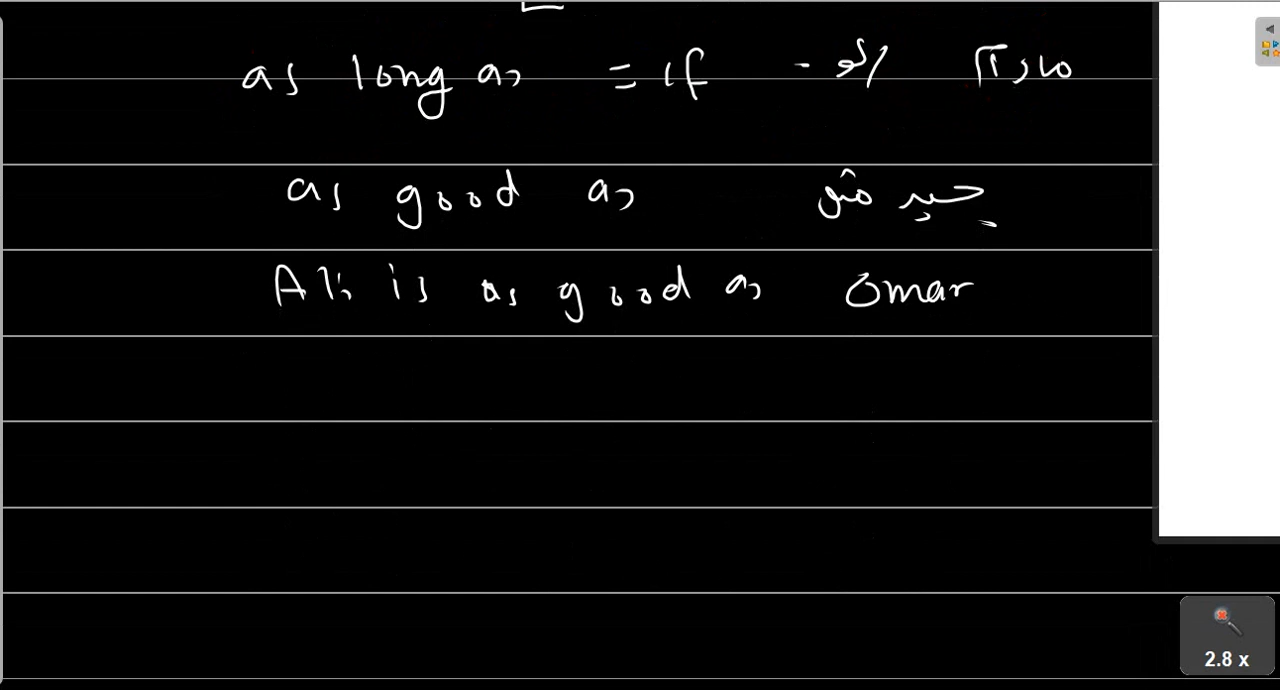 as long as = if - لو / مادام
as good as جيد مثل
Ali is as good as Omar
2.8 x